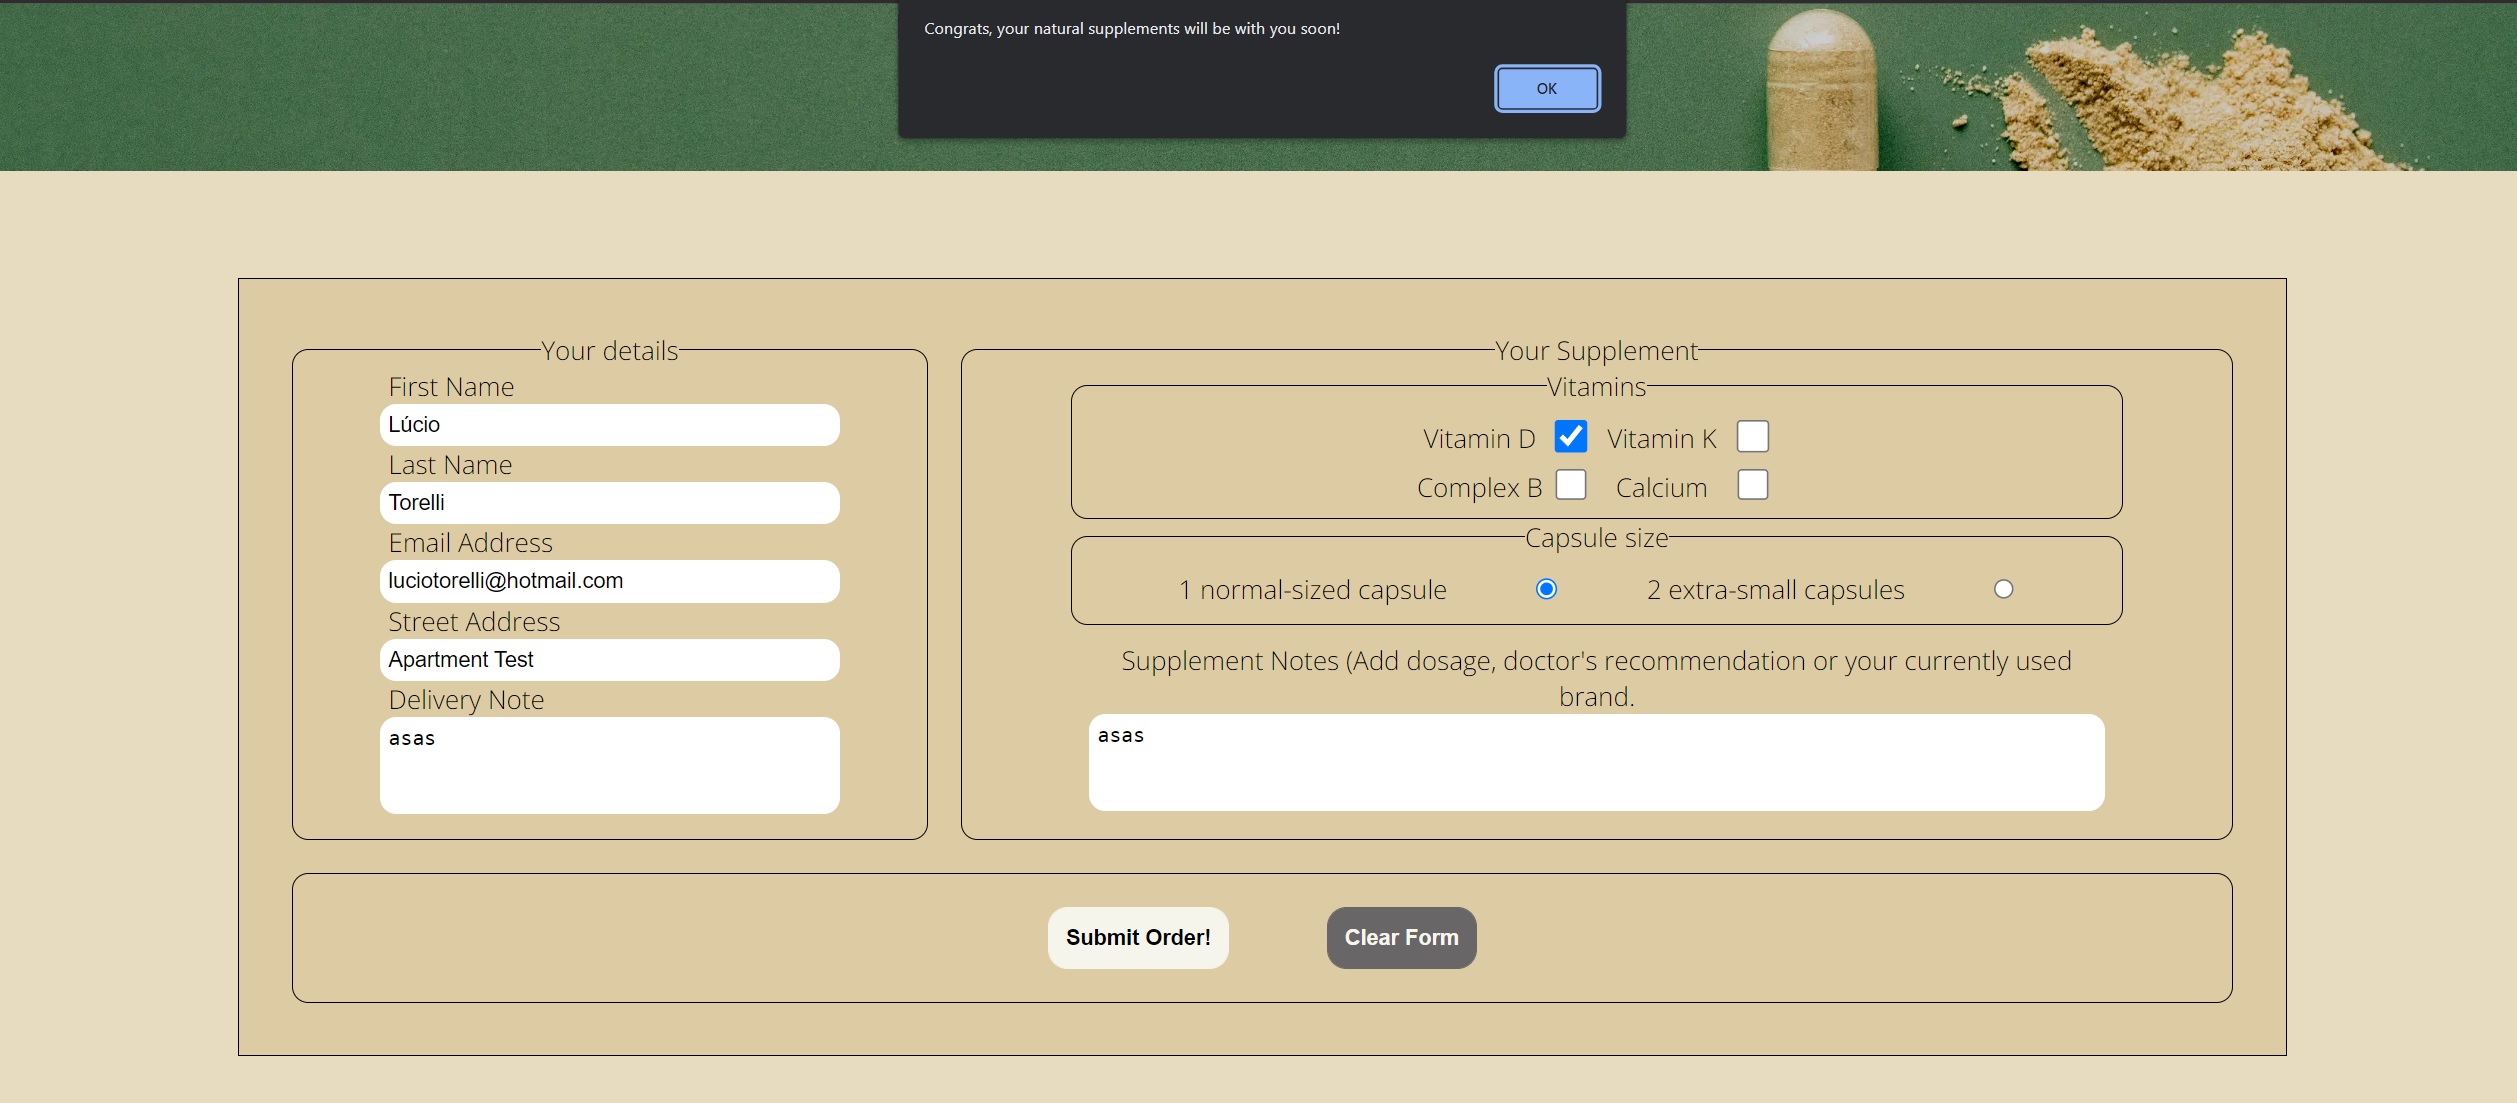 Congrats, your natural supplements will be with you soon!
OK
Your details
First Name
Lúcio
Last Name
Torelli
Email Address
luciotorelli@hotmail.com
Street Address
Apartment Test
Delivery Note
asas
Your Supplement
Vitamins
Vitamin D Vitamin K
Complex B Calcium
Capsule size
1 normal-sized capsule 2 extra-small capsules
Supplement Notes (Add dosage, doctor's recommendation or your currently used
brand.
asas
Submit Order! Clear Form